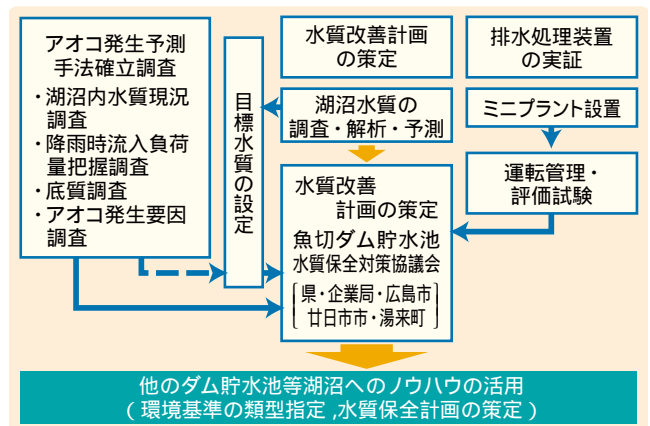 アオコ発生予測
手法確立調査
・湖沼内水質現況
調査
・降雨時流入負荷
量把握調査
・底質調査
・アオコ発生要因
調査
目標水質の設定
水質改善計画
の策定
湖沼水質の
調査・解析・予測
水質改善
計画の策定
魚切ダム貯水池
水質保全対策協議会
県・企業局・広島市
廿日市市・湯来町
排水処理装置
の実証
ミニプラント設置
運転管理・
評価試験
他のダム貯水池等湖沼へのノウハウの活用
(環境基準の類型指定,水質保全計画の策定)